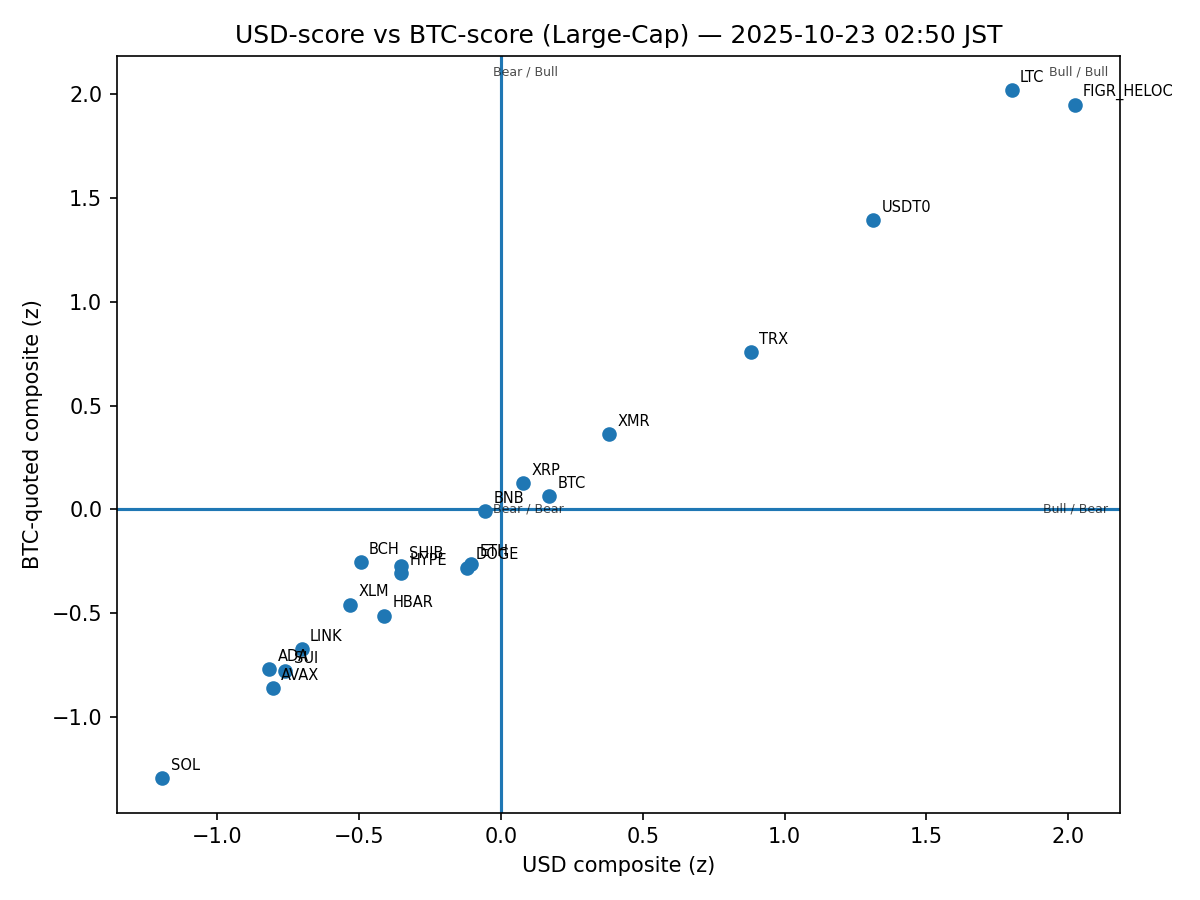 USD-score vs BTC-score (Large-Cap) — 2025-10-23 02:50 JST
Bear / Bull
Bull / Bull
LTC
FIGR_HELOC
USDT0
TRX
XMR
XRP
BTC
BNB
Bear / Bear
Bull / Bear
BCH
SHIB
HYPE
ETH
DOGE
XLM
HBAR
LINK
ADA
SUI
AVAX
SOL
2.0
1.5
1.0
0.5
0.0
−0.5
−1.0
BTC-quoted composite (z)
−1.0
−0.5
0.0
0.5
1.0
1.5
2.0
USD composite (z)